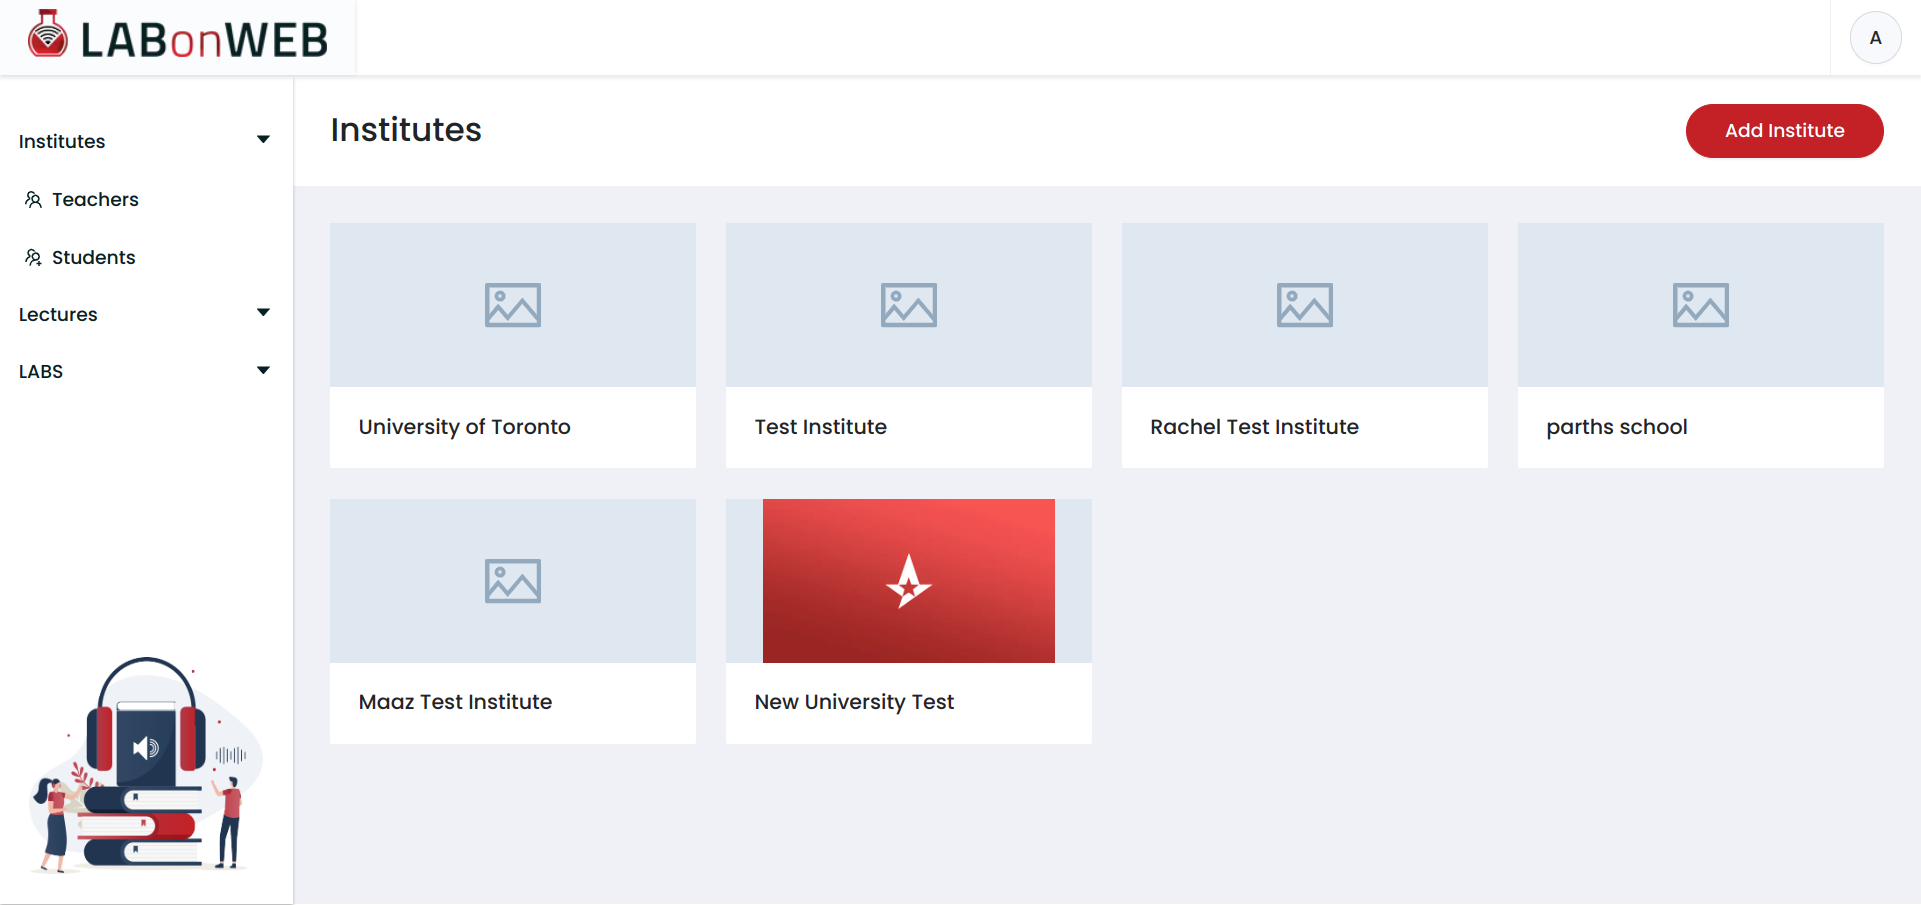 LABonWEB
A
Institutes
Teachers
Students
Lectures
LABS
Institutes
Add Institute
University of Toronto
Test Institute
Rachel Test Institute
parths school
Maaz Test Institute
New University Test